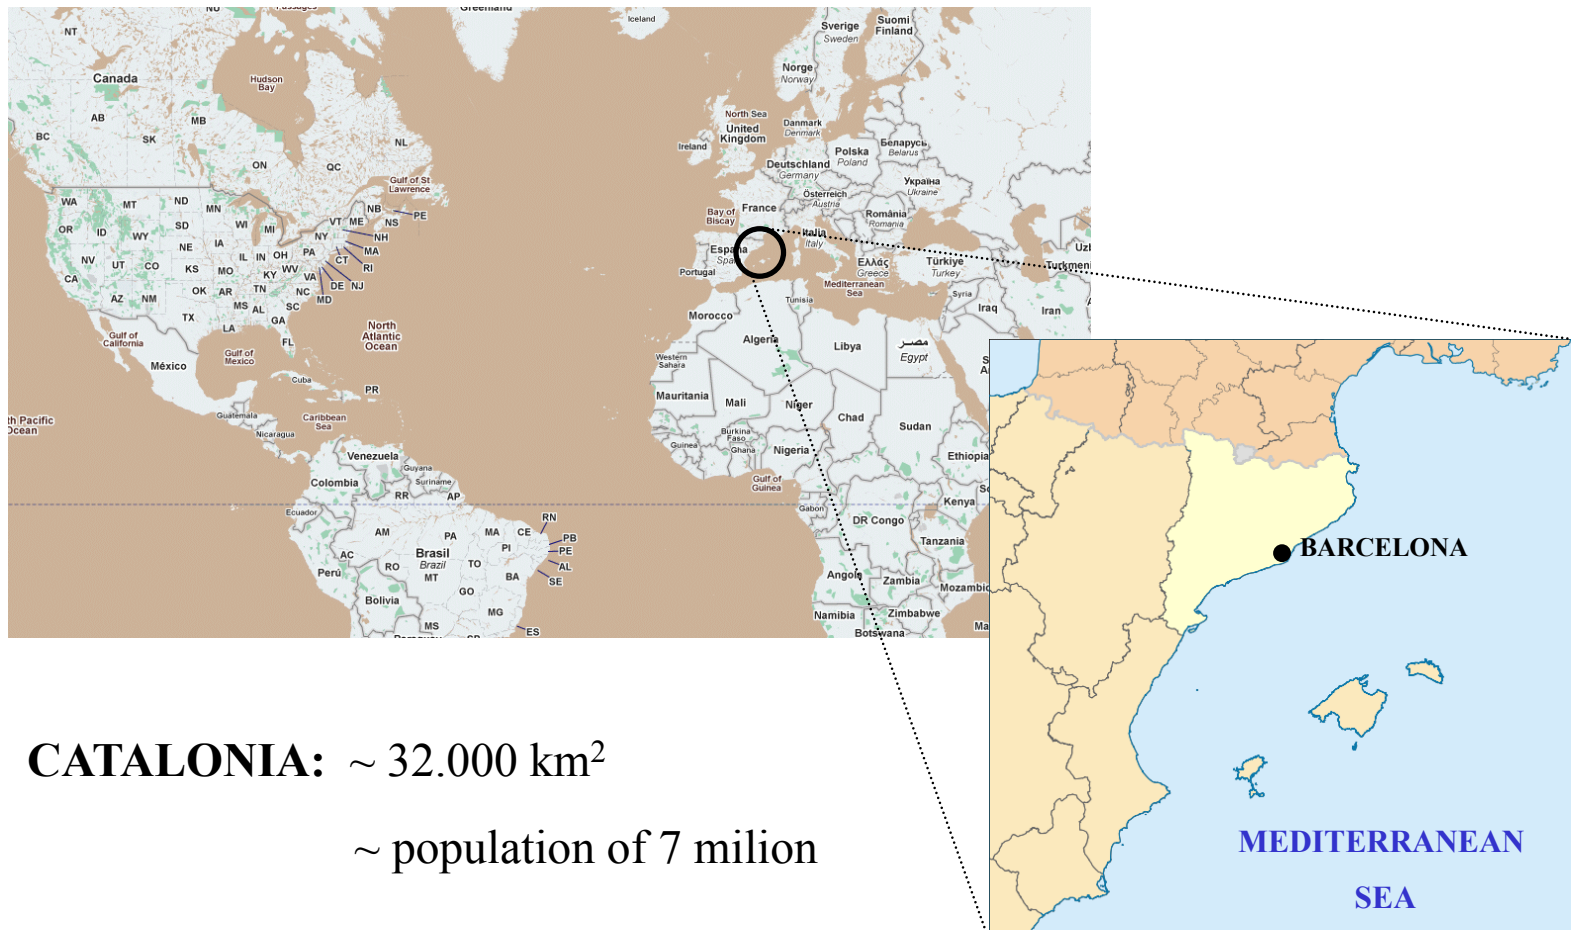 Greenland
Iceland
Sverige
Sweden
Suomi
Finland
NU
Passages
NT
Canada
Hudson
Bay
Norge
Norway
AB
MB
BC
SK
NL
ON
QC
North Sea
United
Kingdom
Ireland
Danmark
Denmark
Беларусь
Belarus
Polska
Poland
Deutschland
Germany
Gulf of St
Lawrence
Україна
Ukraine
Österreich
Austria
WA
MT
ND
MN
NB
PE
VT
ME
NS
France
România
Romania
Bay of
Biscay
OR
ID
WY
SD
WI
MI
NY
NH
MA
CT
RI
Italia
Italy
España
Spain
Portugal
Ελλάς
Greece
Türkiye
Turkey
NV
UT
CO
NE
IA
IL
IN
OH
PA
NJ
DE
MD
CA
KS
MO
KY
WV
VA
Mediterranean
Sea
Syria
Iraq
Iran
Turkmen
Uz
AZ
NM
OK
AR
TN
NC
SC
MS
AL
GA
TX
LA
FL
Tunisia
Morocco
Algeria
Libya
مصر
Egypt
North
Atlantic
Ocean
Gulf of
California
Gulf of
Mexico
México
Western
Sahara
Cuba
PR
Mauritania
Mali
Niger
Chad
Sudan
th Pacific
Ocean
Guatemala
Caribbean
Sea
Nicaragua
Burkina
Faso
Guinea
Ghana
Nigeria
Ethiopia
Venezuela
Guyana
Suriname
Colombia
Gulf of
Guinea
RR
AP
Ecuador
Gabon
Kenya
DR Congo
Tanzania
RN
AM
PA
MA
CE
PB
PI
PE
AC
Brasil
Brazil
RO
TO
AL
Perú
MT
BA
SE
GO
Bolivia
MG
MS
ES
Angola
Zambia
Mozambic
Namibia
Zimbabwe
Botswana
Ma
BARCELONA
MEDITERRANEAN
SEA
CATALONIA: ~ 32.000 km²
~ population of 7 milion